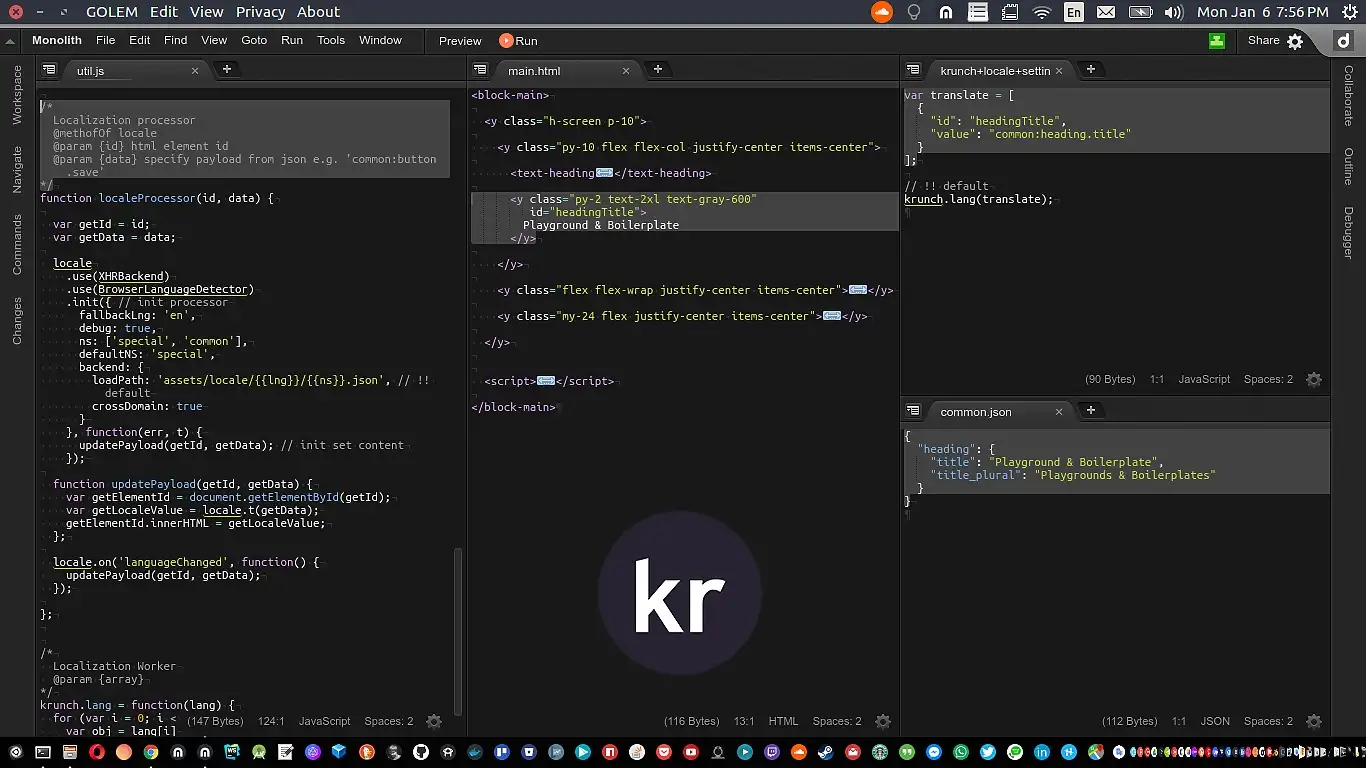 GOLEM Edit View Privacy About
En
Mon Jan 6 7:56 PM
Monolith File Edit Find View Goto Run Tools Window Preview Run
Share
Workspace
Navigate
Commands
Changes
util.js
/*
Localization processor
@methofOf locale
@param {id} html element id
@param {data} specify payload from json e.g. 'common:button
.save'
*/
function localeProcessor(id, data) {
var getId = id;
var getData = data;
locale
.use(XHRBackend)
.use(BrowserLanguageDetector)
.init({ // init processor
fallbackLng: 'en',
debug: true,
ns: ['special', 'common'],
defaultNS: 'special',
backend: {
loadPath: 'assets/locale/{{lng}}/{{ns}}.json', // !!
default
crossDomain: true
}
}, function(err, t) {
updatePayload(getId, getData); // init set content
});
function updatePayload(getId, getData) {
var getElementId = document.getElementById(getId);
var getLocaleValue = locale.t(getData);
getElementId.innerHTML = getLocaleValue;
};
locale.on('languageChanged', function() {
updatePayload(getId, getData);
});
};
/*
Localization Worker
@param {array}
*/
krunch.lang = function(lang) {
for (var i = 0; i <
var obj = lang[i]
(147 Bytes) 124:1 JavaScript Spaces: 2
main.html
<block-main>
<y class="h-screen p-10">
<y class="py-10 flex flex-col justify-center items-center">
<text-heading></text-heading>
<y class="py-2 text-2xl text-gray-600"
id="headingTitle">
Playground & Boilerplate
</y>
</y>
<y class="flex flex-wrap justify-center items-center"></y>
<y class="my-24 flex justify-center items-center"></y>
</y>
<script></script>
</block-main>
kr
(116 Bytes) 13:1 HTML Spaces: 2
krunch+locale+settin
var translate = [
{
"id": "headingTitle",
"value": "common:heading.title"
}
];
// !! default
krunch.lang(translate);
(90 Bytes) 1:1 JavaScript Spaces: 2
common.json
{
"heading": {
"title": "Playground & Boilerplate",
"title_plural": "Playgrounds & Boilerplates"
}
}
(112 Bytes) 1:1 JSON Spaces: 2
Collaborate
Outline
Debugger